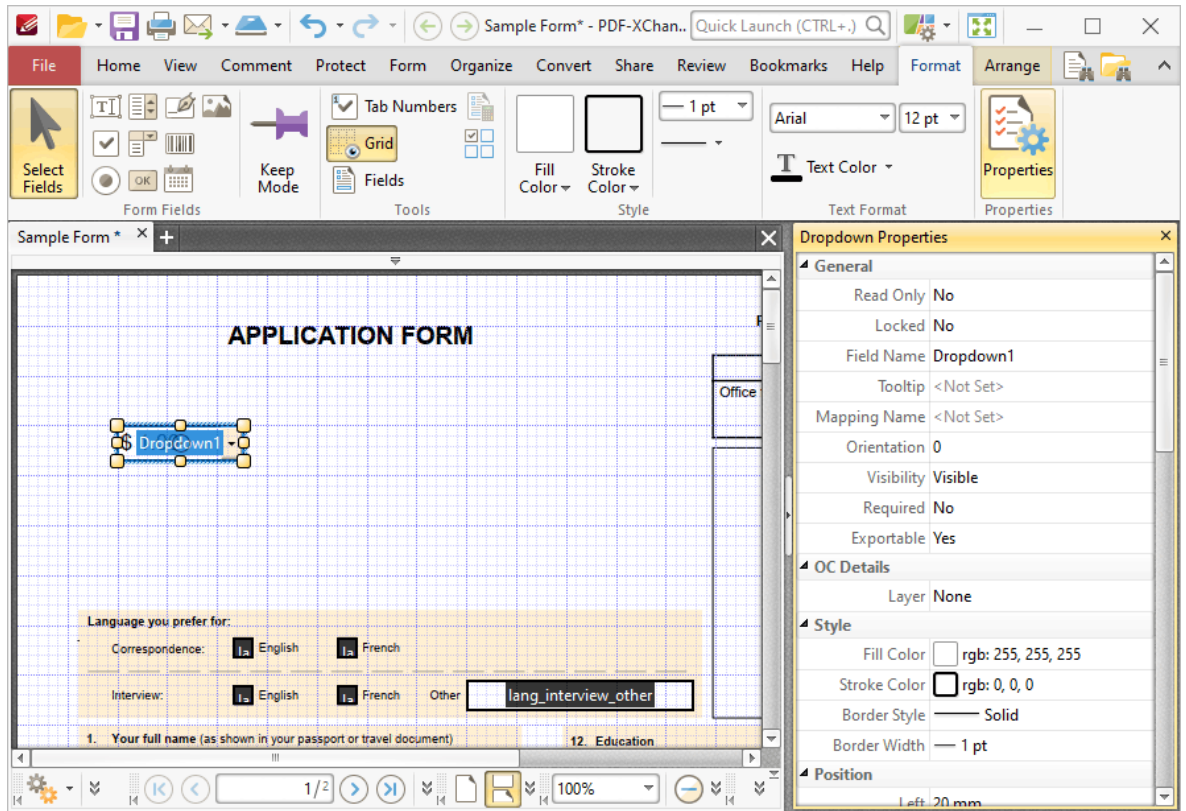 Sample Form* - PDF-XChan.. Quick Launch (CTRL+.)
File Home View Comment Protect Form Organize Convert Share Review Bookmarks Help Format Arrange
Select Fields
OK
Form Fields
Keep Mode
Tab Numbers
Grid
Fields
Tools
Fill Color
Stroke Color
1 pt
Style
Arial 12 pt
T Text Color
Text Format
Properties
Properties
Sample Form *
APPLICATION FORM
Office
$ Dropdown1
Language you prefer for:
Correspondence: English French
Interview: English French Other lang_interview_other
1. Your full name (as shown in your passport or travel document) 12. Education
1/2 100%
Dropdown Properties
General
Read Only No
Locked No
Field Name Dropdown1
Tooltip <Not Set>
Mapping Name <Not Set>
Orientation 0
Visibility Visible
Required No
Exportable Yes
OC Details
Layer None
Style
Fill Color rgb: 255, 255, 255
Stroke Color rgb: 0, 0, 0
Border Style Solid
Border Width 1 pt
Position
Left 20 mm